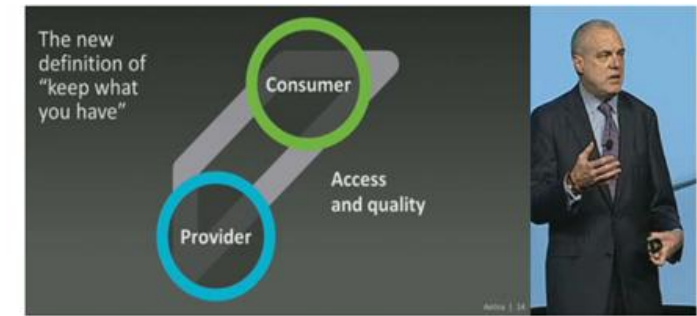 The new
definition of
“keep what
you have”
Consumer
Access
and quality
Provider
Aetna | 14